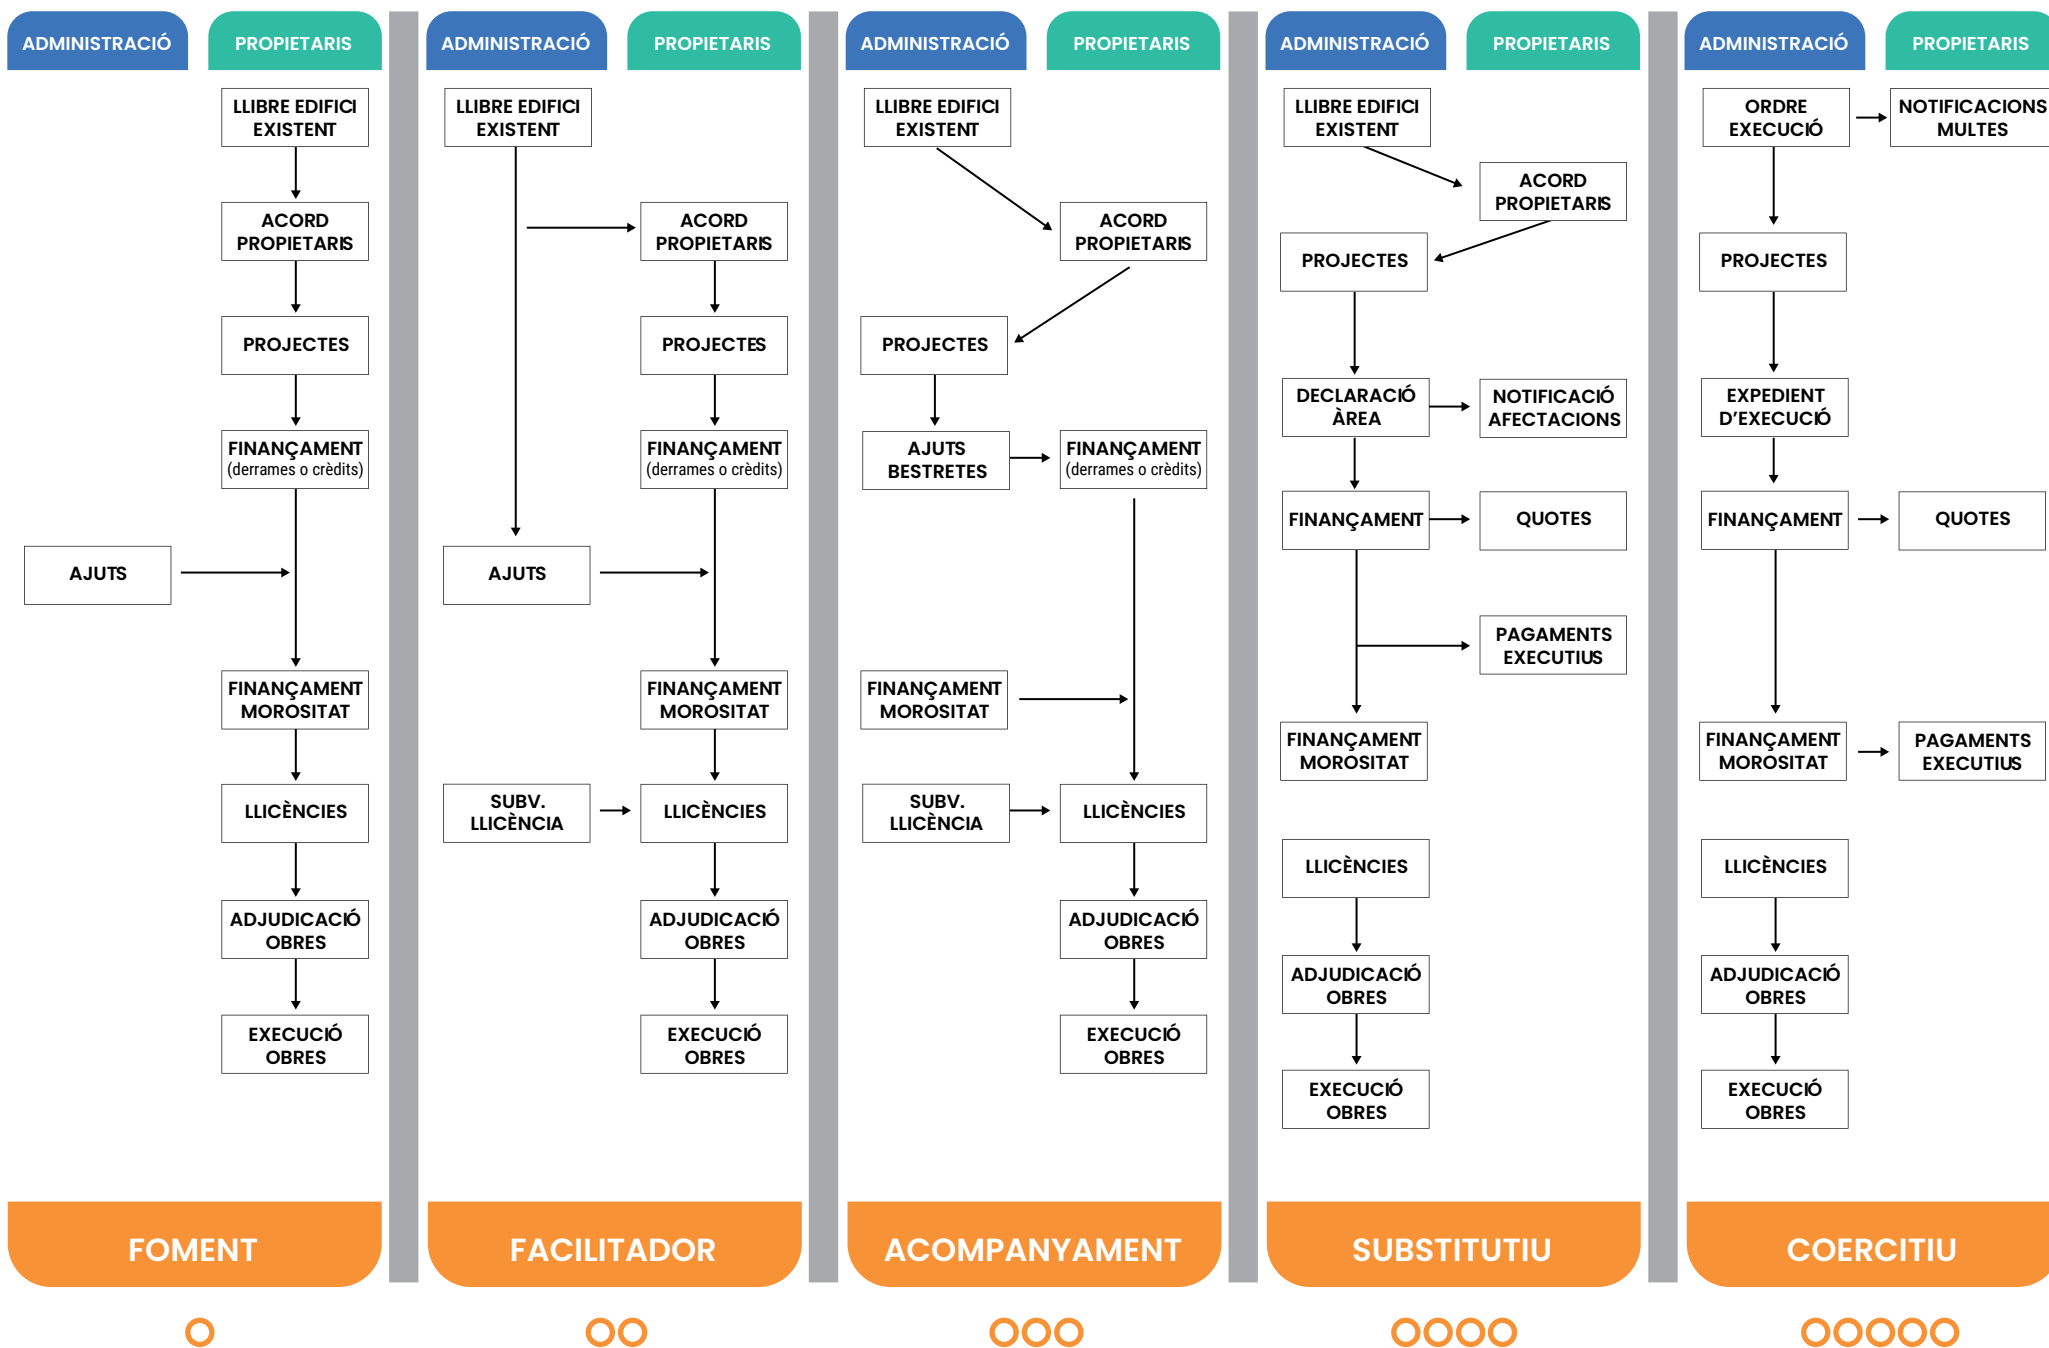 ADMINISTRACIÓ
PROPIETARIS
LLIBRE EDIFICI
EXISTENT
ACORD
PROPIETARIS
PROJECTES
FINANÇAMENT
(derrames o crèdits)
AJUTS
FINANÇAMENT
MOROSITAT
LLICÈNCIES
ADJUDICACIÓ
OBRES
EXECUCIÓ
OBRES
FOMENT
ADMINISTRACIÓ
PROPIETARIS
LLIBRE EDIFICI
EXISTENT
ACORD
PROPIETARIS
PROJECTES
FINANÇAMENT
(derrames o crèdits)
AJUTS
FINANÇAMENT
MOROSITAT
SUBV.
LLICÈNCIA
LLICÈNCIES
ADJUDICACIÓ
OBRES
EXECUCIÓ
OBRES
FACILITADOR
ADMINISTRACIÓ
PROPIETARIS
LLIBRE EDIFICI
EXISTENT
ACORD
PROPIETARIS
PROJECTES
AJUTS
BESTRETES
FINANÇAMENT
(derrames o crèdits)
FINANÇAMENT
MOROSITAT
SUBV.
LLICÈNCIA
LLICÈNCIES
ADJUDICACIÓ
OBRES
EXECUCIÓ
OBRES
ACOMPANYAMENT
ADMINISTRACIÓ
PROPIETARIS
LLIBRE EDIFICI
EXISTENT
ACORD
PROPIETARIS
PROJECTES
DECLARACIÓ
ÀREA
NOTIFICACIÓ
AFECTACIONS
FINANÇAMENT
QUOTES
PAGAMENTS
EXECUTIUS
FINANÇAMENT
MOROSITAT
LLICÈNCIES
ADJUDICACIÓ
OBRES
EXECUCIÓ
OBRES
SUBSTITUTIU
ADMINISTRACIÓ
PROPIETARIS
ORDRE
EXECUCIÓ
NOTIFICACIONS
MULTES
PROJECTES
EXPEDIENT
D'EXECUCIÓ
FINANÇAMENT
QUOTES
FINANÇAMENT
MOROSITAT
PAGAMENTS
EXECUTIUS
LLICÈNCIES
ADJUDICACIÓ
OBRES
EXECUCIÓ
OBRES
COERCITIU